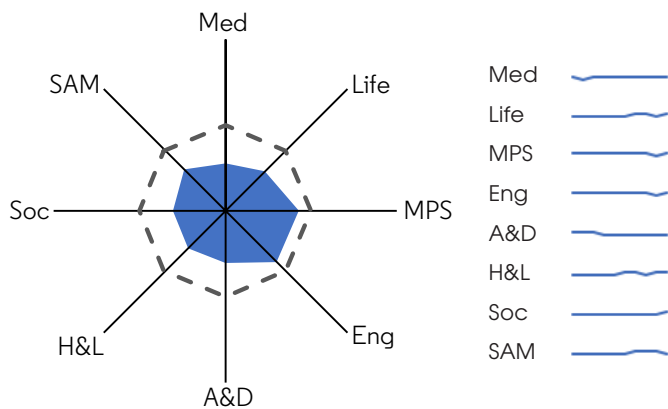 Med
Life
MPS
Eng
A&D
H&L
Soc
SAM
Med
Life
MPS
Eng
A&D
H&L
Soc
SAM